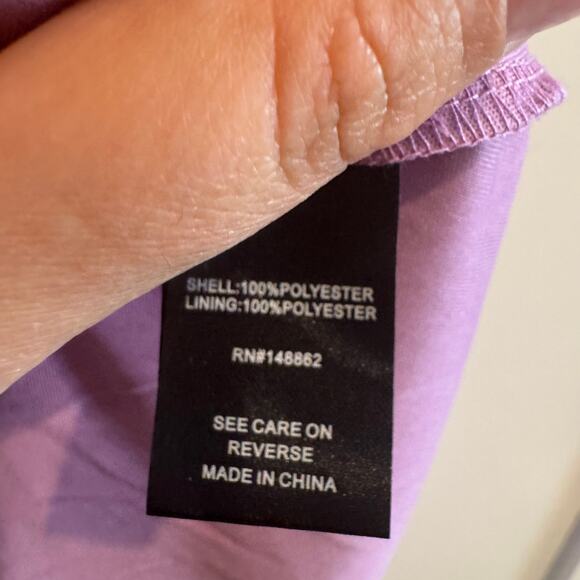 SHELL:100%POLYESTER
LINING:100%POLYESTER
RN#148862
SEE CARE ON
REVERSE
MADE IN CHINA